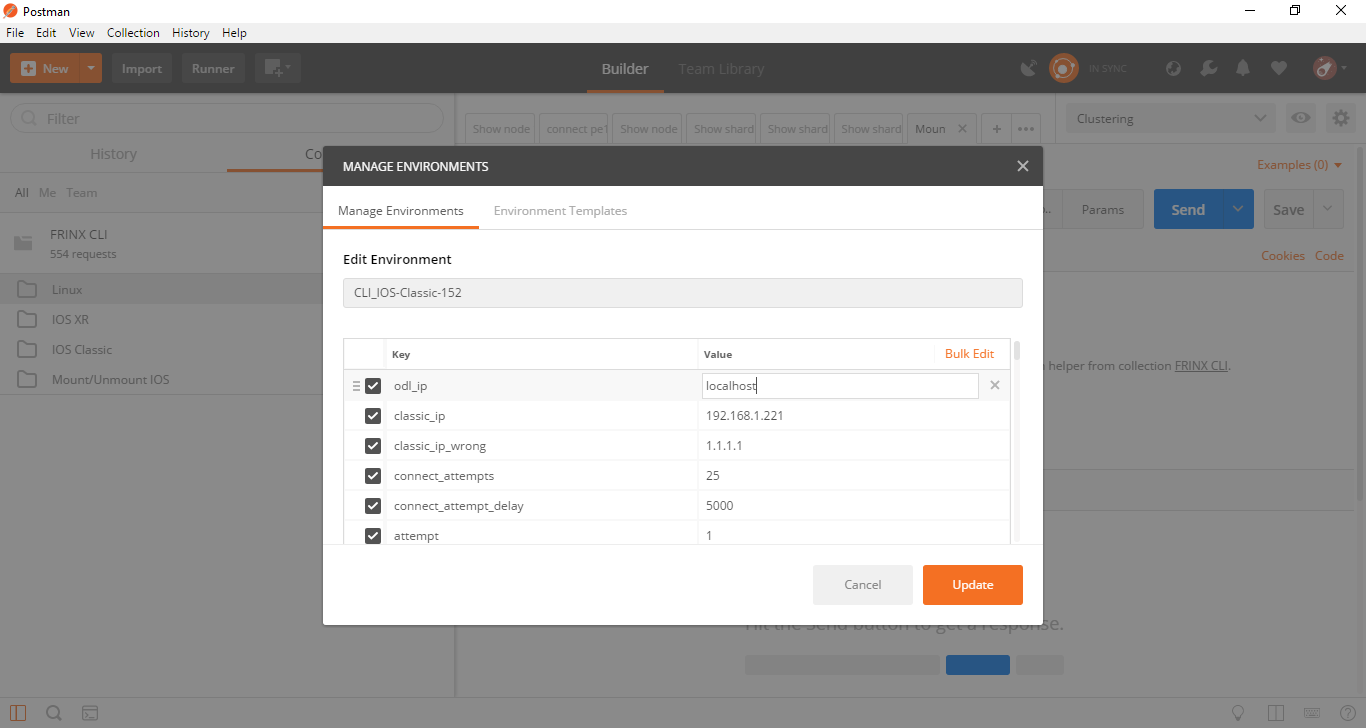 Postman
File Edit View Collection History Help
New Import Runner Builder Team Library IN SYNC
Filter
Show node connect pe1 Show node Show shard Show shard Show shard Moun
Clustering
History Co
All Me Team
FRINX CLI
554 requests
Linux
IOS XR
IOS Classic
Mount/Unmount IOS
Examples (0)
Params Send Save
Cookies Code
helper from collection FRINX CLI.
MANAGE ENVIRONMENTS
Manage Environments Environment Templates
Edit Environment
CLI_IOS-Classic-152
Key Value Bulk Edit
odl_ip localhost
classic_ip 192.168.1.221
classic_ip_wrong 1.1.1.1
connect_attempts 25
connect_attempt_delay 5000
attempt 1
Cancel Update
Hit the Send button to get a response.